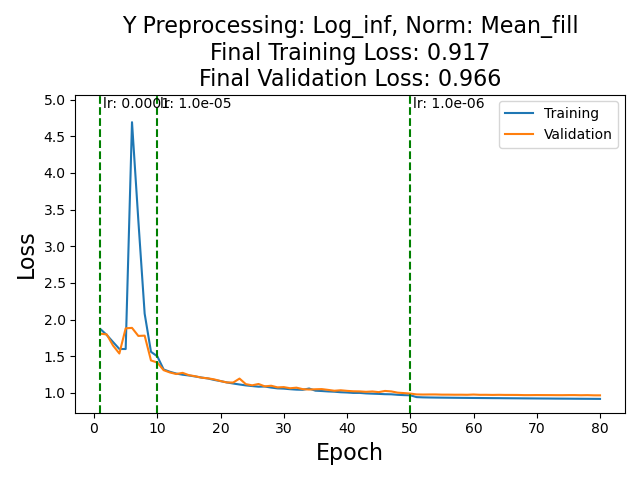 Y Preprocessing: Log_inf, Norm: Mean_fill
Final Training Loss: 0.917
Final Validation Loss: 0.966
lr: 0.0001
lr: 1.0e-05
lr: 1.0e-06
Training
Validation
5.0
4.5
4.0
3.5
3.0
2.5
2.0
1.5
1.0
Loss
0
10
20
30
40
50
60
70
80
Epoch